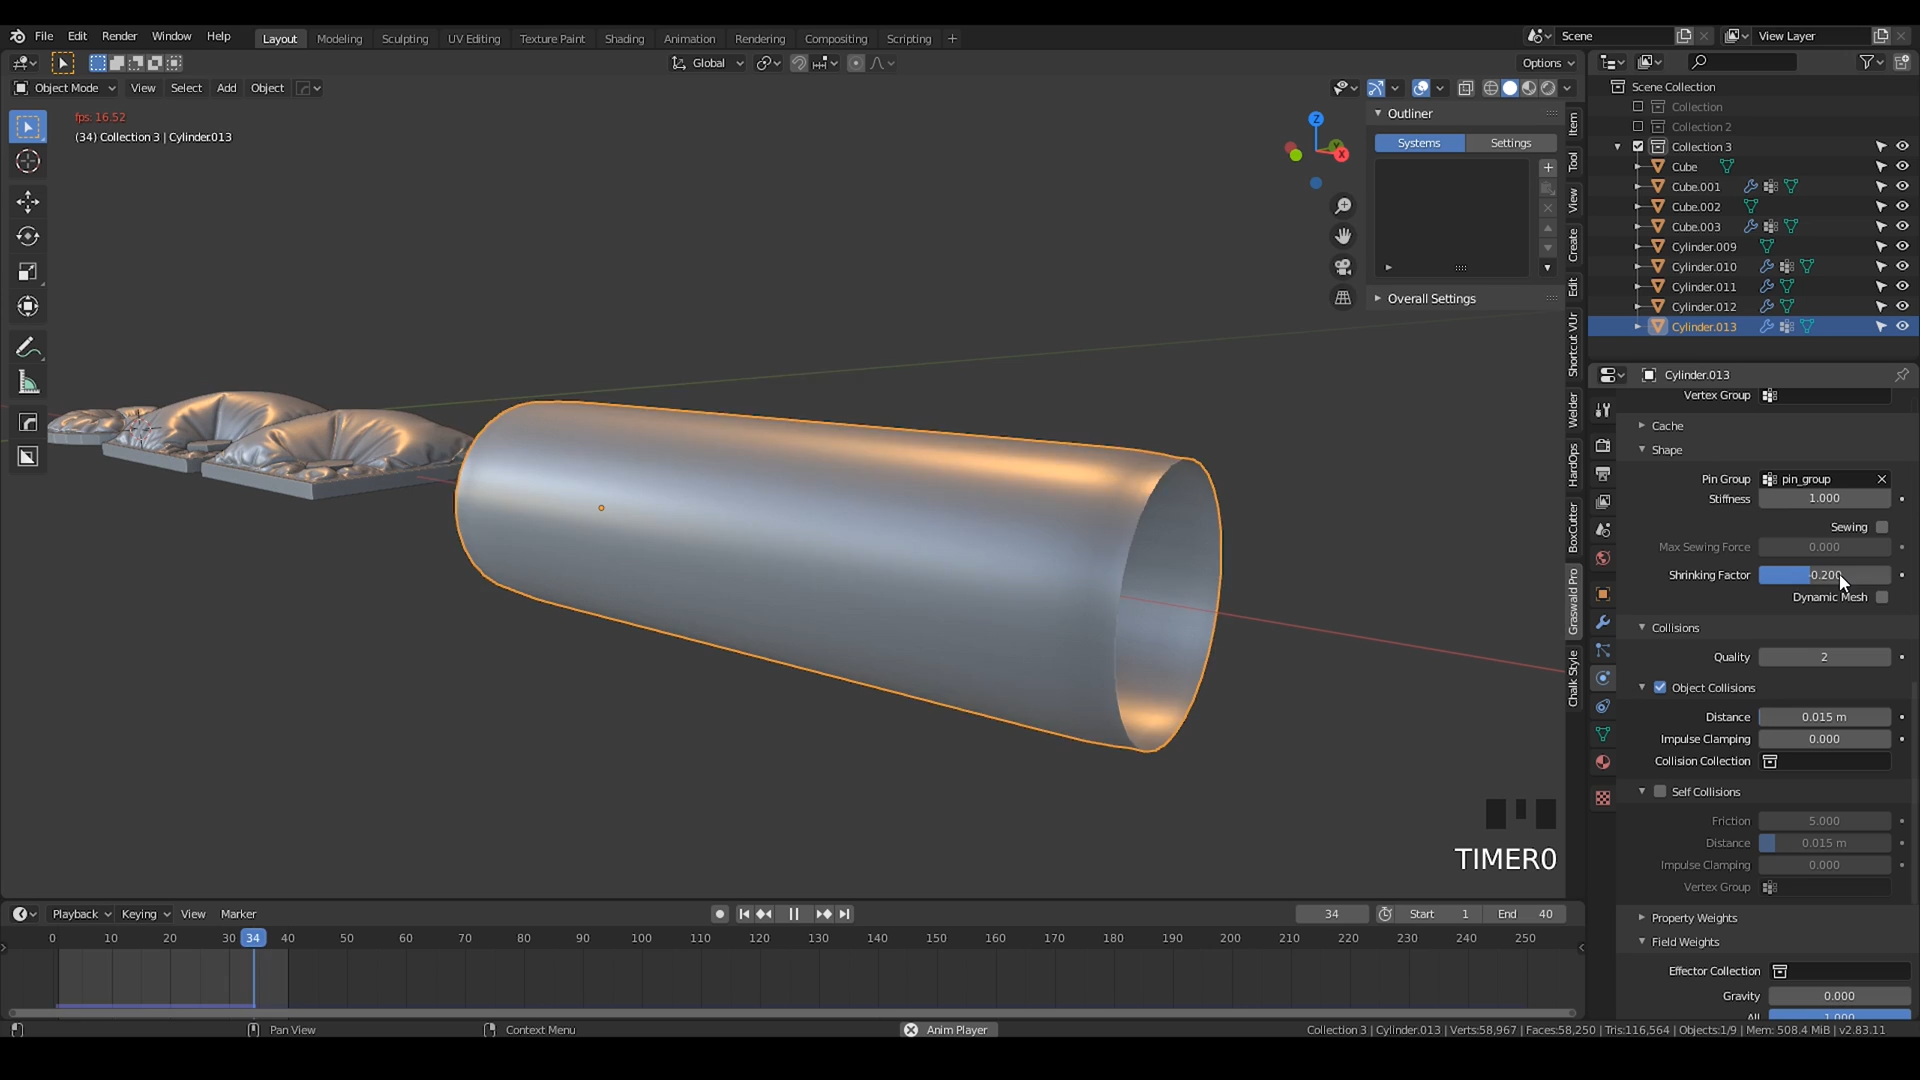 File Edit Render Window Help Layout Modeling Sculpting UV Editing Texture Paint Shading Animation Rendering Compositing Scripting + Scene View Layer
Global Options
Object Mode View Select Add Object
fps: 16.52
(34) Collection 3 | Cylinder.013
Z
Y
X
Outliner
Systems Settings
Overall Settings
Item
Tool
View
Create
Edit
Shortcut VUr
Welder
HardOps
BoxCutter
Graswald Pro
Chalk Style
Scene Collection
Collection
Collection 2
Collection 3
Cube
Cube.001
Cube.002
Cube.003
Cylinder.009
Cylinder.010
Cylinder.011
Cylinder.012
Cylinder.013
Cylinder.013
Vertex Group
Cache
Shape
Pin Group pin_group
Stiffness 1.000
Sewing
Max Sewing Force 0.000
Shrinking Factor -0.200
Dynamic Mesh
Collisions
Quality 2
Object Collisions
Distance 0.015 m
Impulse Clamping 0.000
Collision Collection
Self Collisions
Friction 5.000
Distance 0.015 m
Impulse Clamping 0.000
Vertex Group
Property Weights
Field Weights
Effector Collection
Gravity 0.000
All 1.000
TIMER0
Playback Keying View Marker 34 Start 1 End 40
0 10 20 30 34 40 50 60 70 80 90 100 110 120 130 140 150 160 170 180 190 200 210 220 230 240 250
Pan View Context Menu Anim Player Collection 3 | Cylinder.013 | Verts:58,967 | Faces:58,250 | Tris:116,564 | Objects:1/9 | Mem: 508.4 MiB | v2.83.11